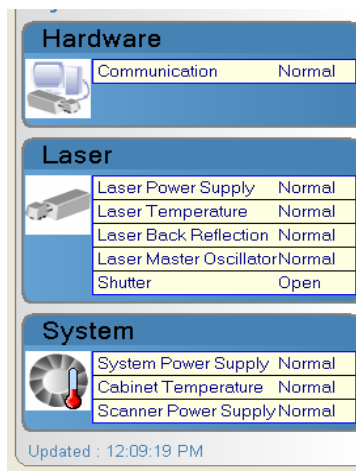 Hardware
Communication Normal
Laser
Laser Power Supply Normal
Laser Temperature Normal
Laser Back Reflection Normal
Laser Master Oscillator Normal
Shutter Open
System
System Power Supply Normal
Cabinet Temperature Normal
Scanner Power Supply Normal
Updated : 12:09:19 PM